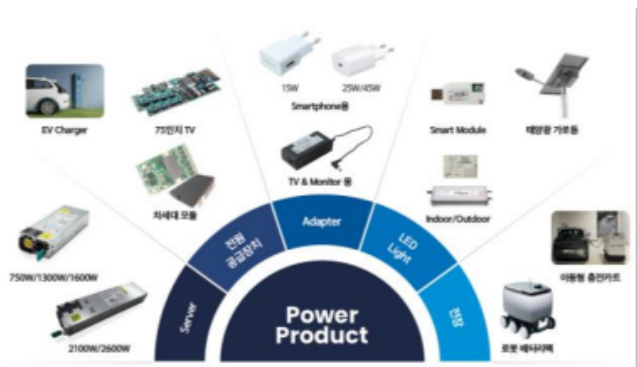 15W
25W/45W
Smartphone용
EV Charger
75인치 TV
Smart Module
태양광 가로등
차세대 모듈
TV & Monitor 용
Indoor/Outdoor
750W/1300W/1600W
2100W/2600W
이동형 충전카트
로봇 배터리팩
Server
전원
공급장치
Adapter
LED
Light
전장
Power
Product